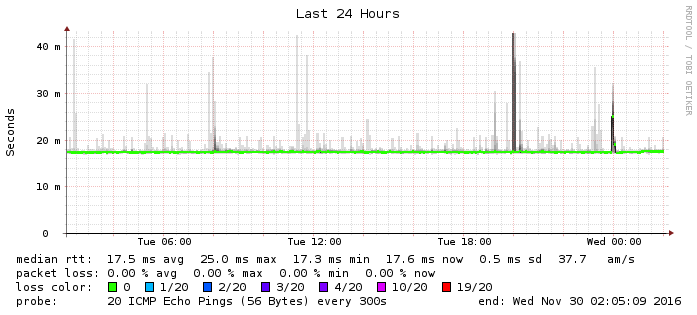 Last 24 Hours
RRDTOOL / TOBI OETIKER
Seconds
40 m
30 m
20 m
10 m
0
Tue 06:00 Tue 12:00 Tue 18:00 Wed 00:00
median rtt: 17.5 ms avg 25.0 ms max 17.3 ms min 17.6 ms now 0.5 ms sd 37.7 am/s
packet loss: 0.00 % avg 0.00 % max 0.00 % min 0.00 % now
loss color: 0 1/20 2/20 3/20 4/20 10/20 19/20
probe: 20 ICMP Echo Pings (56 Bytes) every 300s end: Wed Nov 30 02:05:09 2016